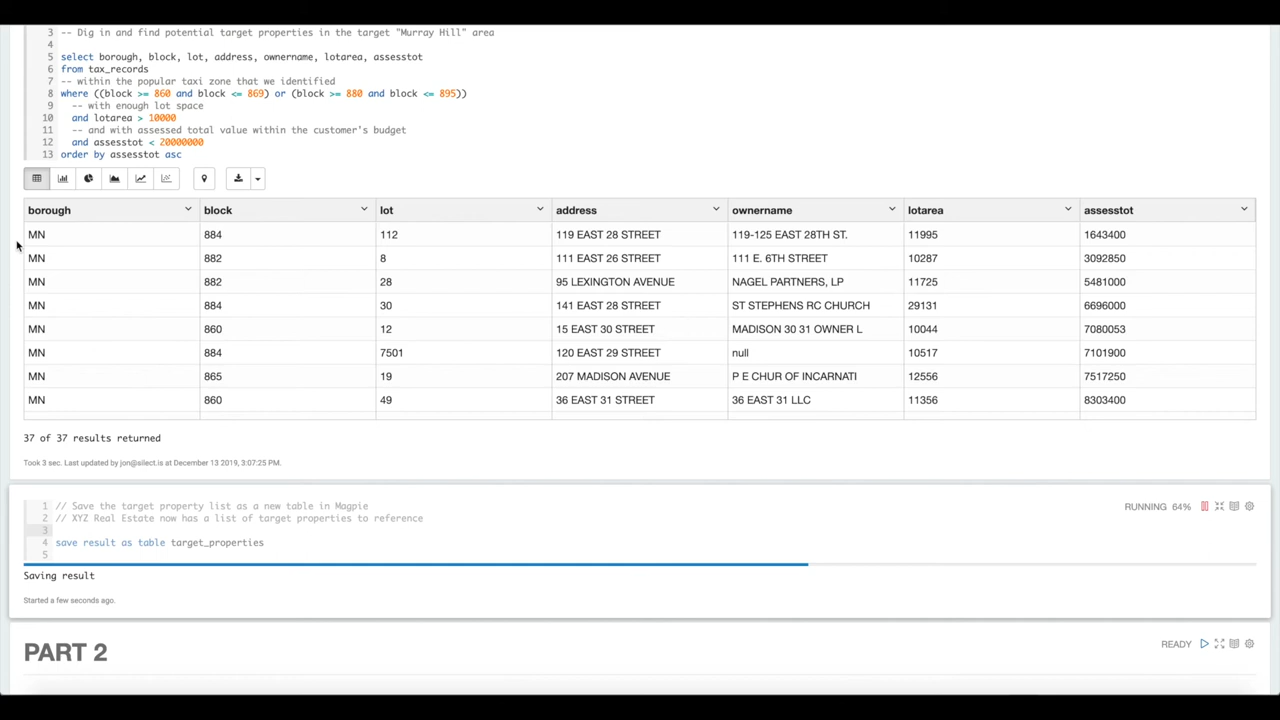 3 -- Dig in and find potential target properties in the target "Murray Hill" area
4
5 select borough, block, lot, address, ownername, lotarea, assesstot
6 from tax_records
7 -- within the popular taxi zone that we identified
8 where ((block >= 860 and block <= 869) or (block >= 880 and block <= 895))
9 -- with enough lot space
10 and lotarea > 10000
11 -- and with assessed total value within the customer's budget
12 and assesstot < 20000000
13 order by assesstot asc
borough block lot address ownername lotarea assesstot
MN 884 112 119 EAST 28 STREET 119-125 EAST 28TH ST. 11995 1643400
MN 882 8 111 EAST 26 STREET 111 E. 6TH STREET 10287 3092850
MN 882 28 95 LEXINGTON AVENUE NAGEL PARTNERS, LP 11725 5481000
MN 884 30 141 EAST 28 STREET ST STEPHENS RC CHURCH 29131 6696000
MN 860 12 15 EAST 30 STREET MADISON 30 31 OWNER L 10044 7080053
MN 884 7501 120 EAST 29 STREET null 10517 7101900
MN 865 19 207 MADISON AVENUE P E CHUR OF INCARNATI 12556 7517250
MN 860 49 36 EAST 31 STREET 36 EAST 31 LLC 11356 8303400
37 of 37 results returned
Took 3 sec. Last updated by jon@silect.is at December 13 2019, 3:07:25 PM.
1 // Save the target property list as a new table in Magpie
RUNNING 64%
2 // XYZ Real Estate now has a list of target properties to reference
3
4 save result as table target_properties
5
Saving result
Started a few seconds ago.
PART 2
READY